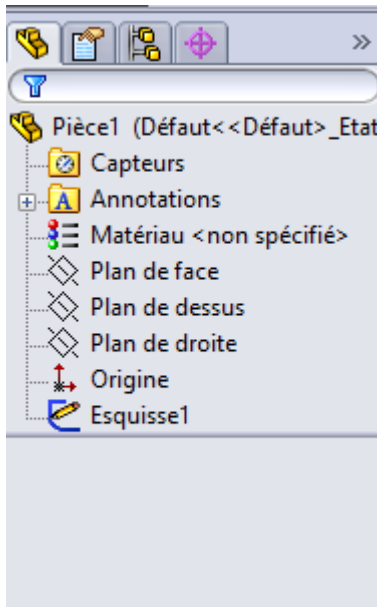 Pièce1 (Défaut<<Défaut>_Etat
Capteurs
Annotations
Matériau <non spécifié>
Plan de face
Plan de dessus
Plan de droite
Origine
Esquisse1